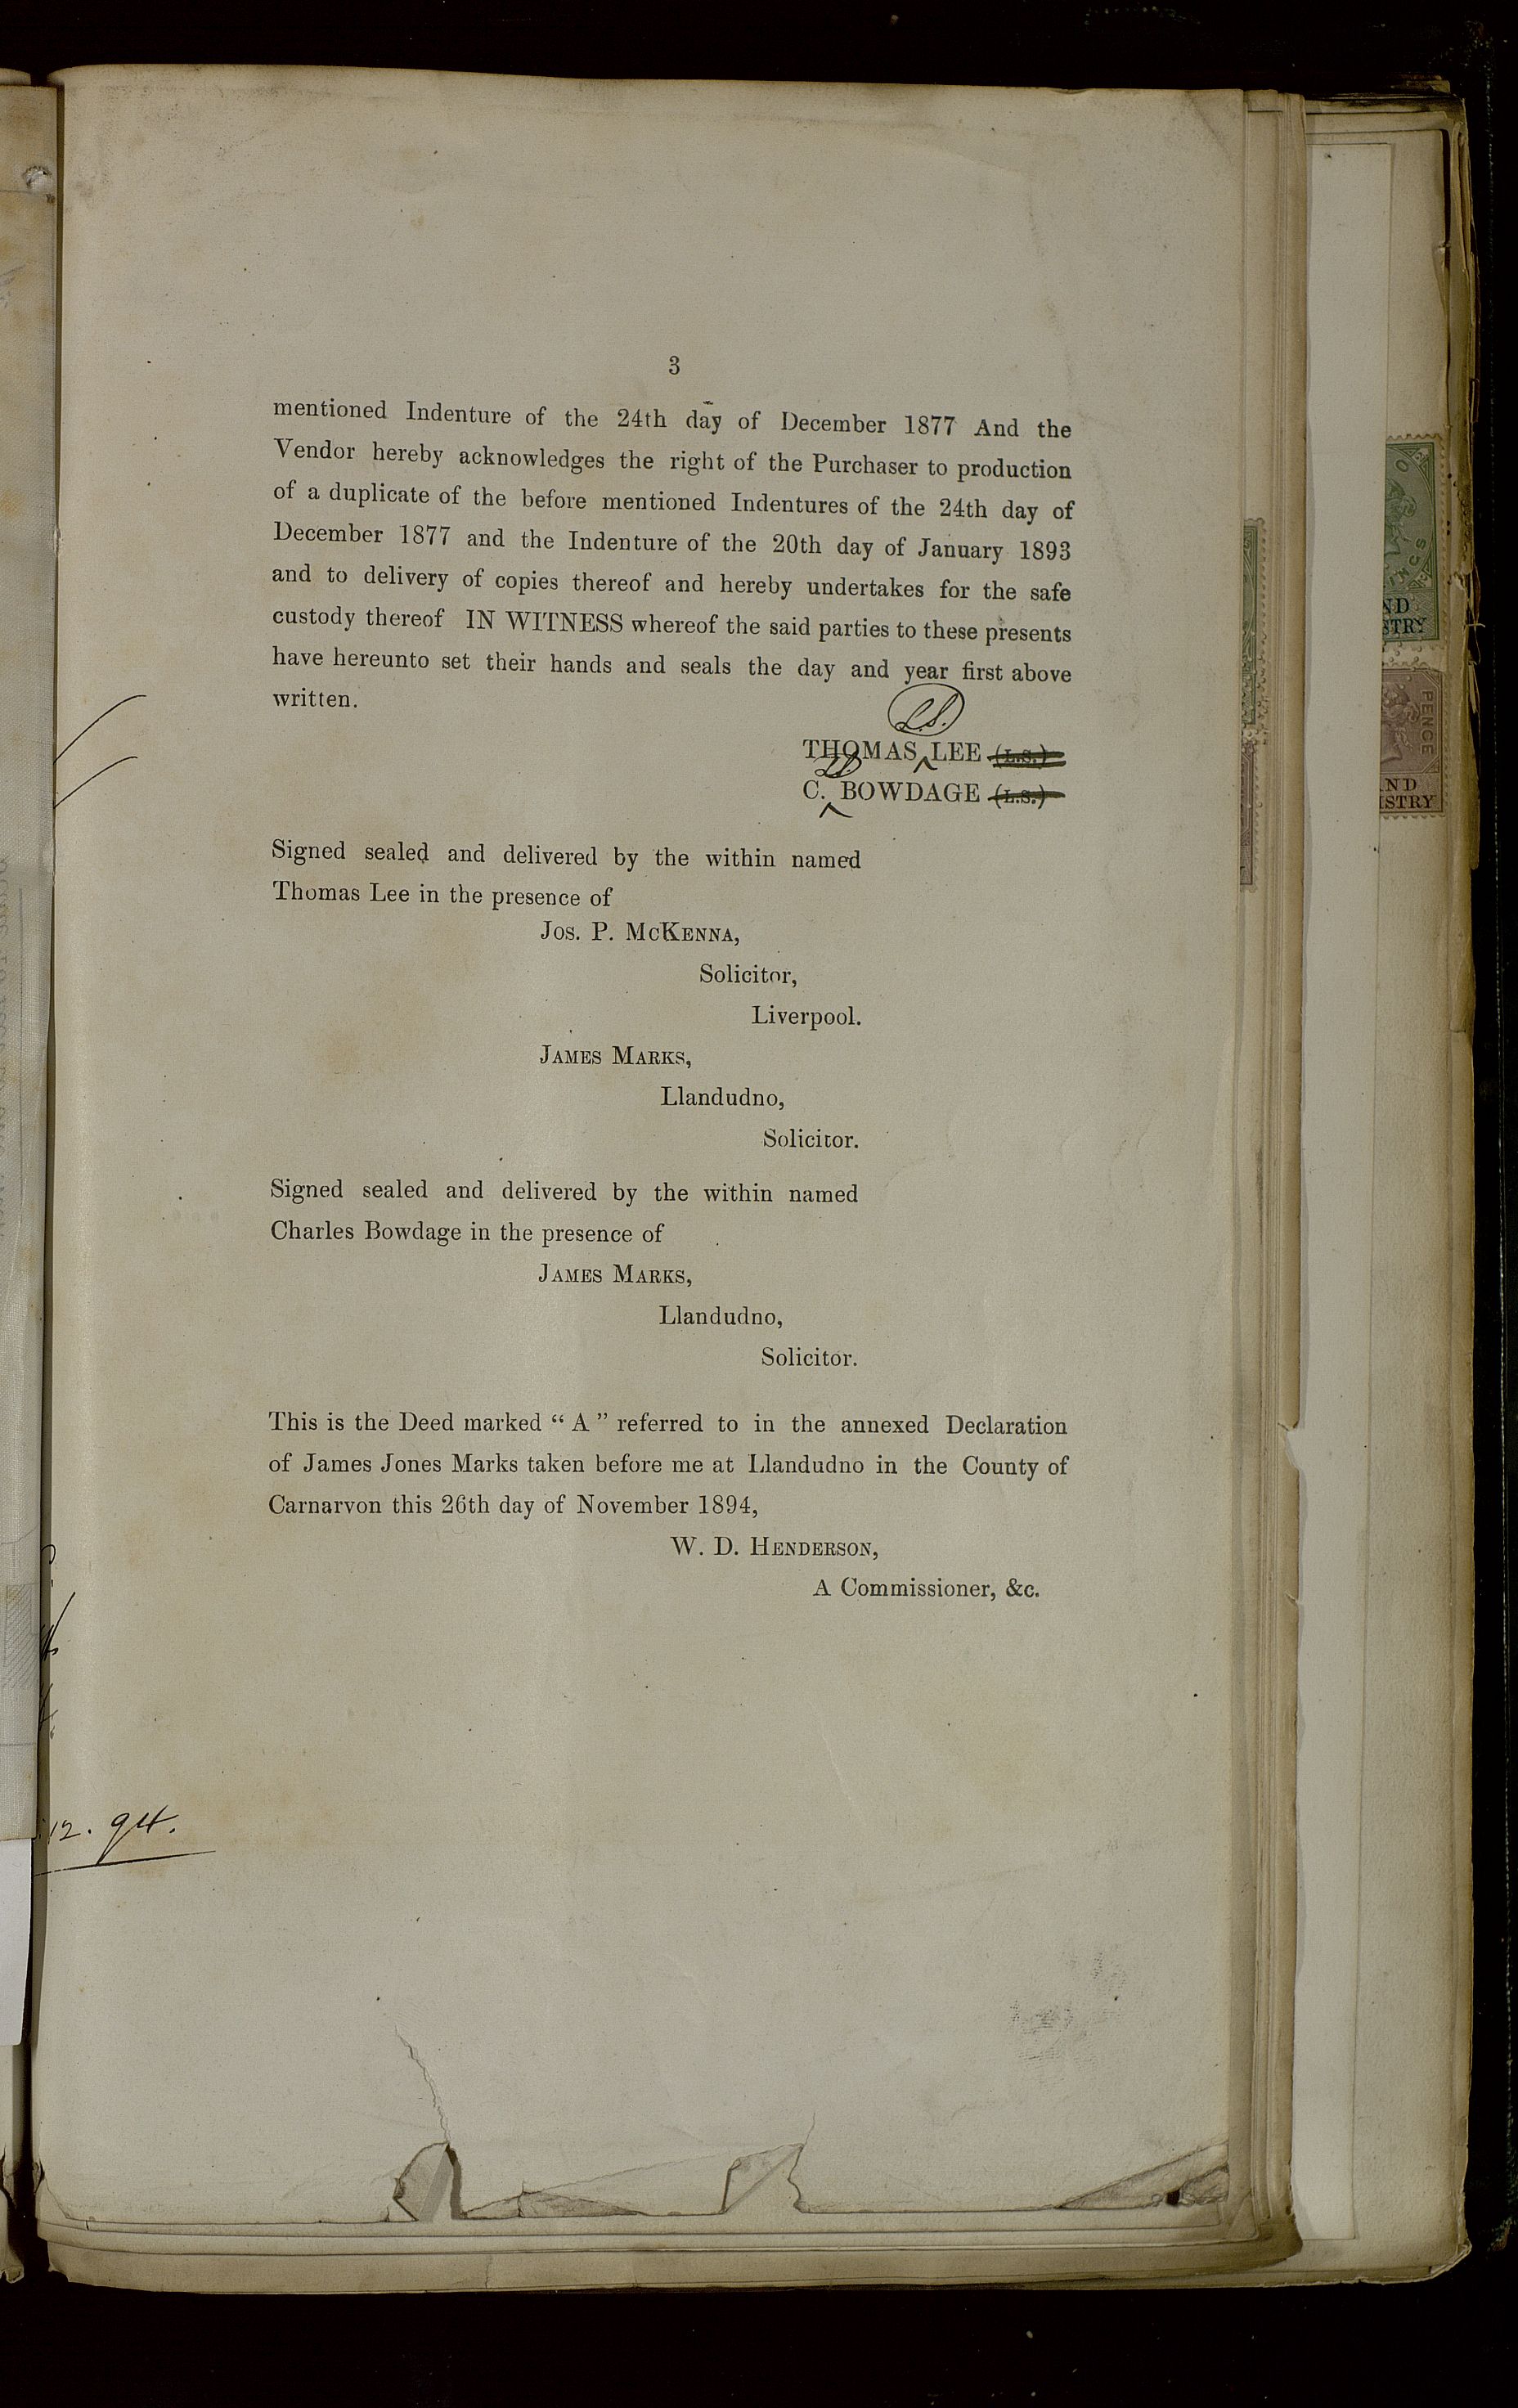 3
mentioned Indenture of the 24th day of December 1877 And the
Vendor hereby acknowledges the right of the Purchaser to production
of a duplicate of the before mentioned Indentures of the 24th day of
December 1877 and the Indenture of the 20th day of January 1893
and to delivery of copies thereof and hereby undertakes for the safe
custody thereof IN WITNESS whereof the said parties to these presents
have hereunto set their hands and seals the day and year first above
written.
L.S.
THOMAS LEE (L.S.)
L.S.
C. BOWDAGE (L.S.)
Signed sealed and delivered by the within named
Thomas Lee in the presence of
Jos. P. McKenna,
Solicitor,
Liverpool.
James Marks,
Llandudno,
Solicitor.
Signed sealed and delivered by the within named
Charles Bowdage in the presence of
James Marks,
Llandudno,
Solicitor.
This is the Deed marked “ A ” referred to in the annexed Declaration
of James Jones Marks taken before me at Llandudno in the County of
Carnarvon this 26th day of November 1894,
W. D. Henderson,
A Commissioner, &c.
12. 94.
PENCE